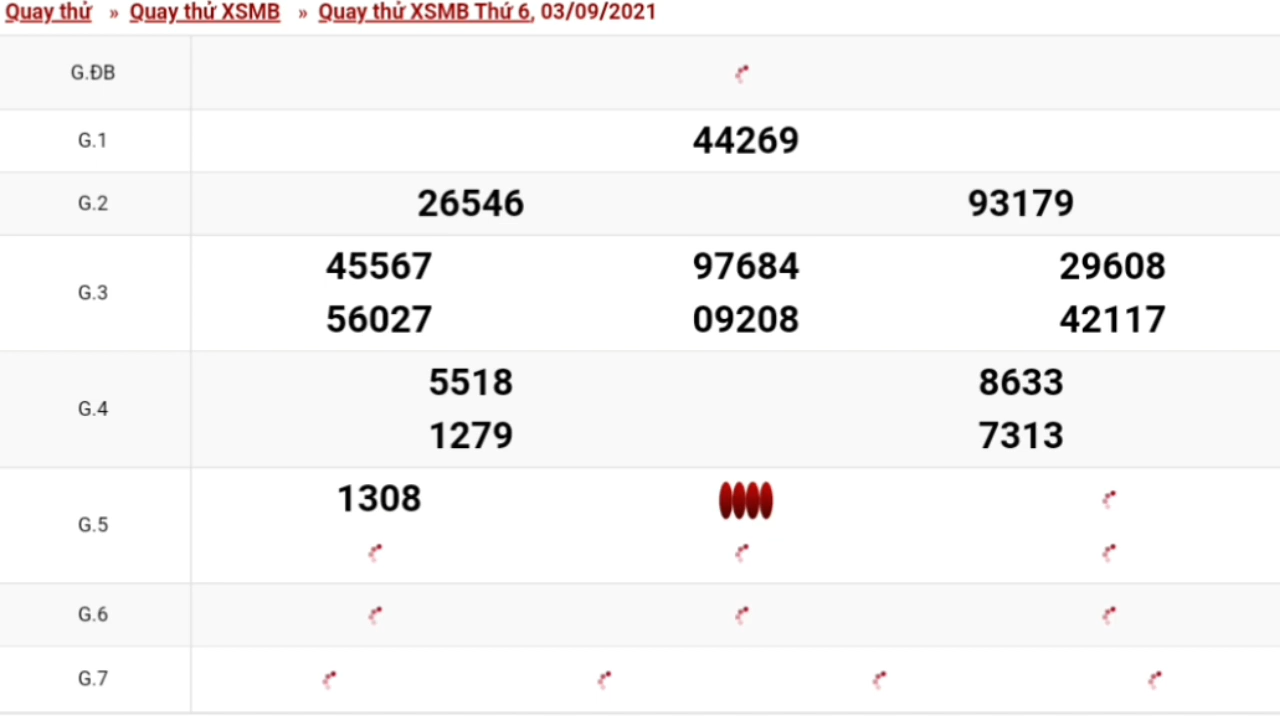 Quay thử » Quay thử XSMB » Quay thử XSMB Thứ 6, 03/09/2021
G.ĐB
G.1 44269
G.2 26546 93179
G.3 45567 97684 29608
56027 09208 42117
G.4 5518 8633
1279 7313
G.5 1308
G.6
G.7